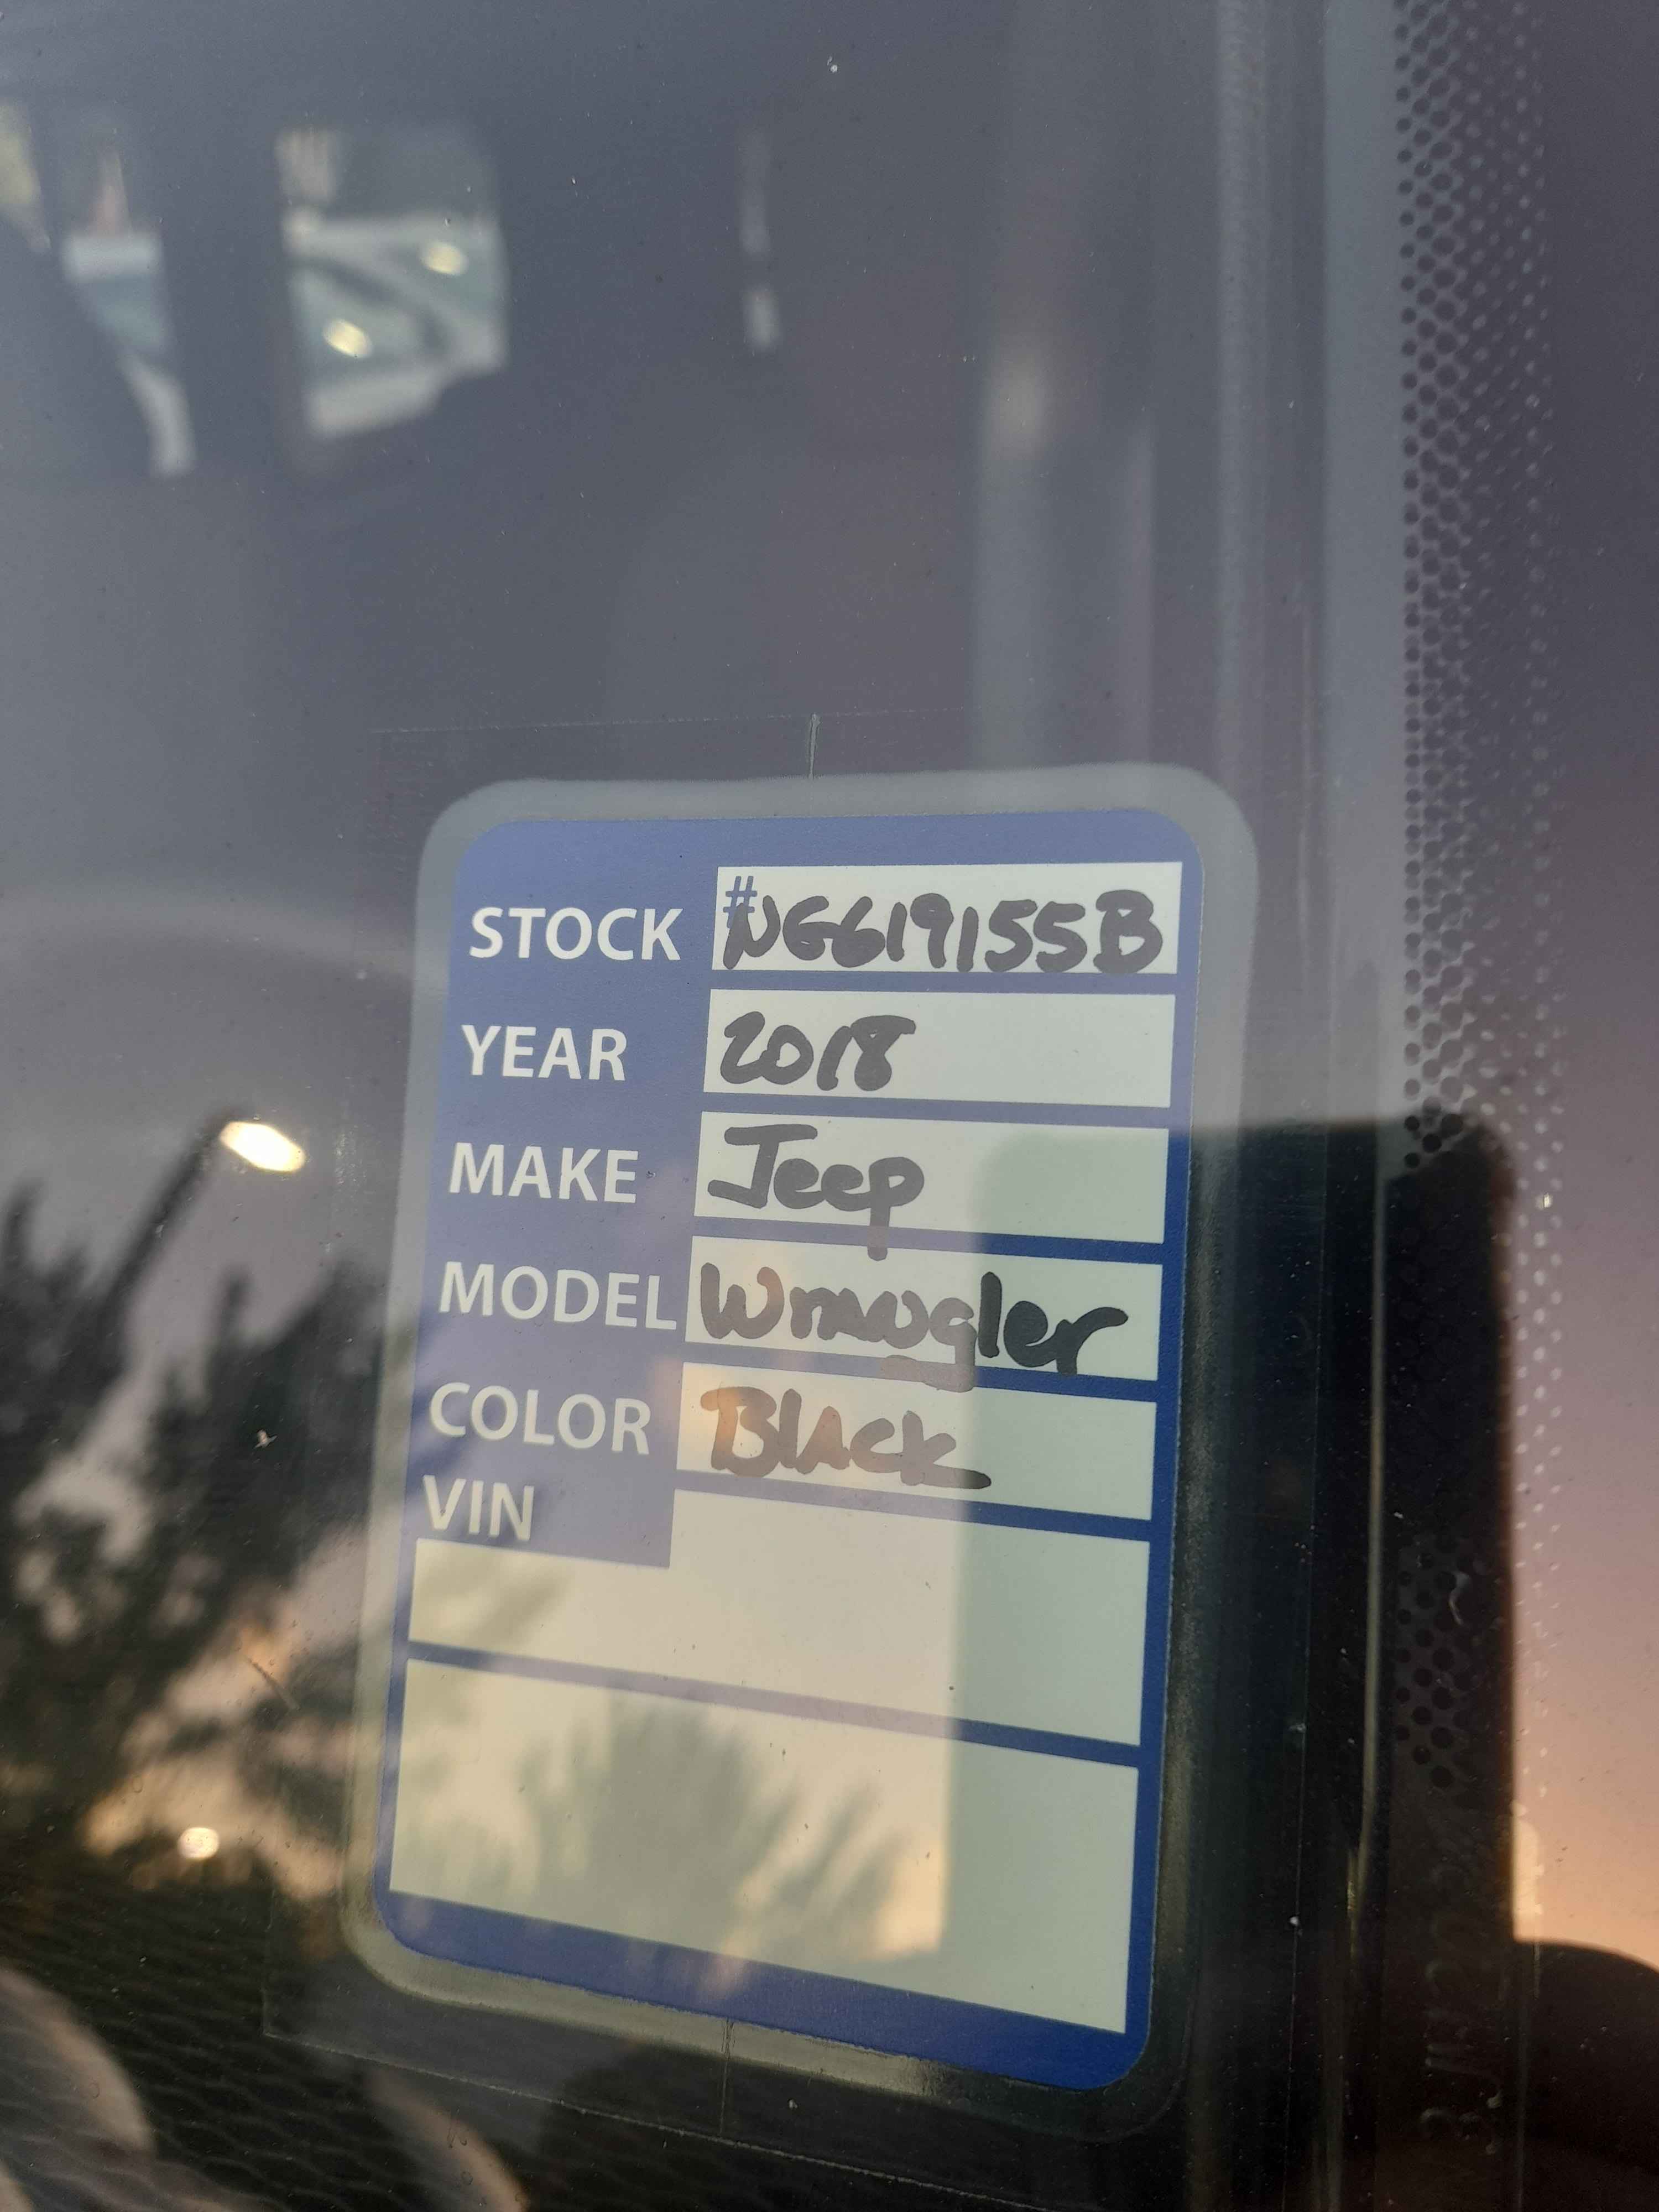 STOCK #NG619155B
YEAR 2018
MAKE Jeep
MODEL Wrangler
COLOR Black
VIN